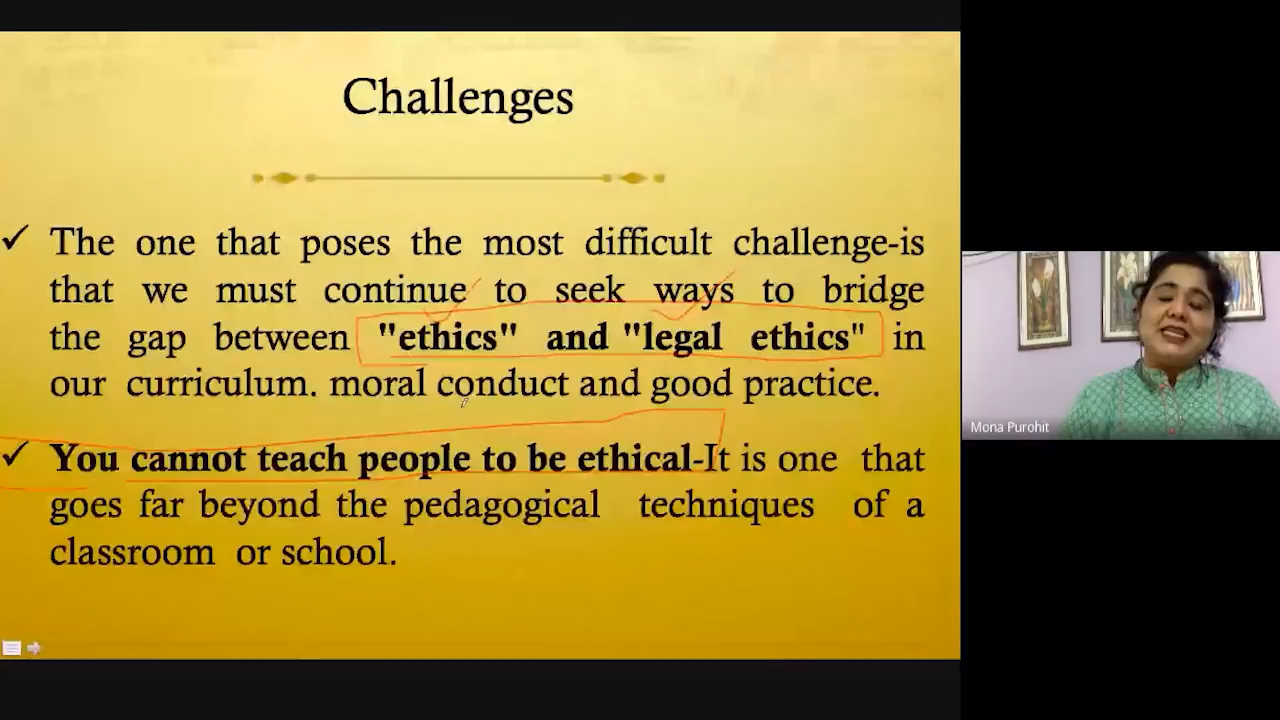 Challenges
The one that poses the most difficult challenge-is
that we must continue to seek ways to bridge
the gap between "ethics" and "legal ethics" in
our curriculum. moral conduct and good practice.
You cannot teach people to be ethical-It is one that
goes far beyond the pedagogical techniques of a
classroom or school.
Mona Purohit